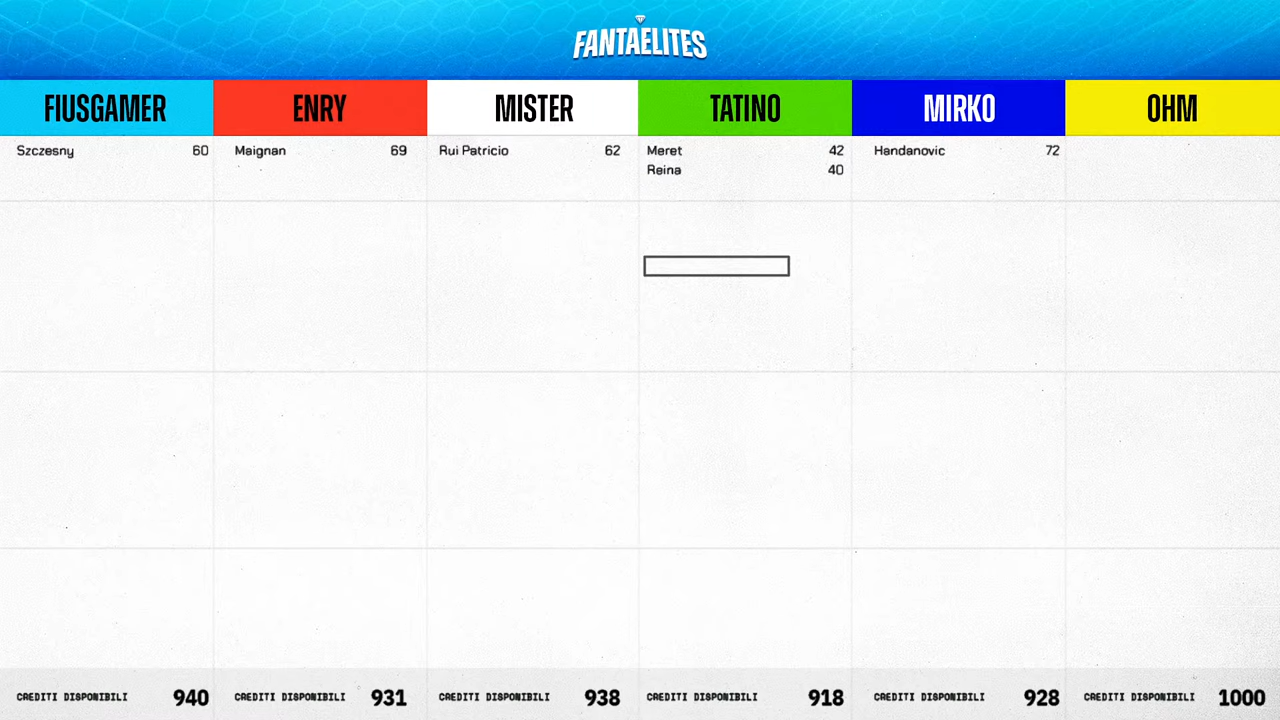 FANTAELITES
FIUSGAMER ENRY MISTER TATINO MIRKO OHM
Szczesny 60 Maignan 69 Rui Patricio 62 Meret 42 Handanovic 72
Reina 40
CREDITI DISPONIBILI 940 CREDITI DISPONIBILI 931 CREDITI DISPONIBILI 938 CREDITI DISPONIBILI 918 CREDITI DISPONIBILI 928 CREDITI DISPONIBILI 1000